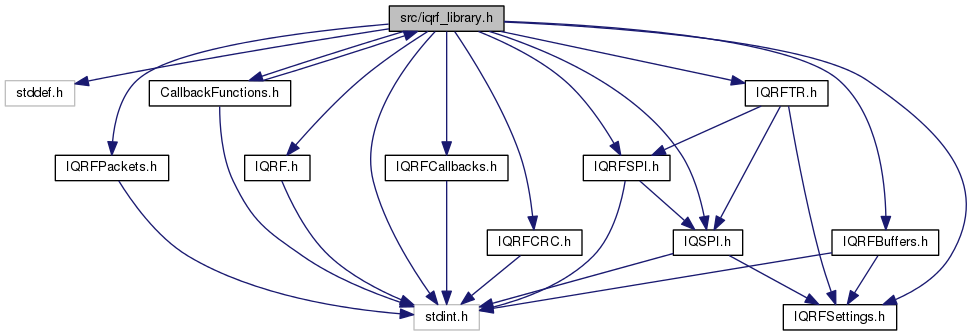 src/iqrf_library.h
stddef.h
CallbackFunctions.h
IQRFTR.h
IQRFPackets.h
IQRF.h
IQRFCallbacks.h
IQRFSPI.h
IQRFCRC.h
IQSPI.h
IQRFBuffers.h
stdint.h
IQRFSettings.h